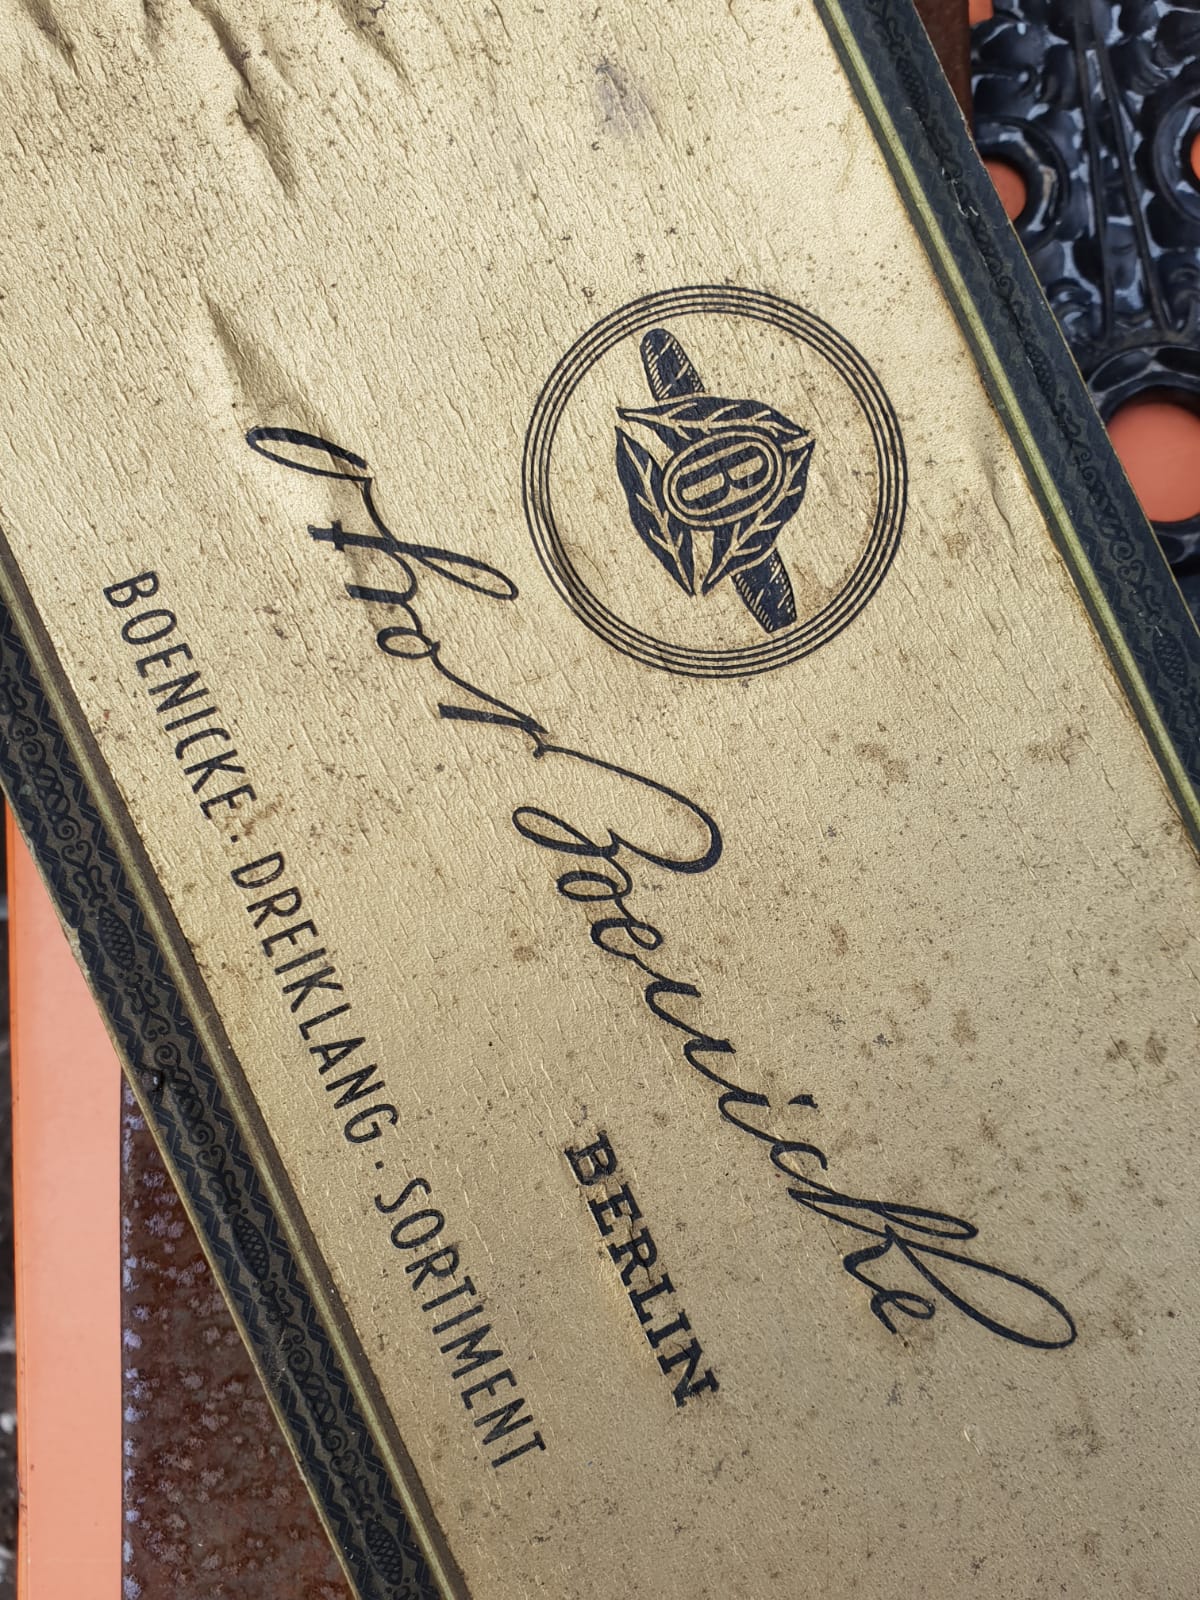 B
Otto Boenicke
BERLIN
BOENICKE · DREIKLANG · SORTIMENT